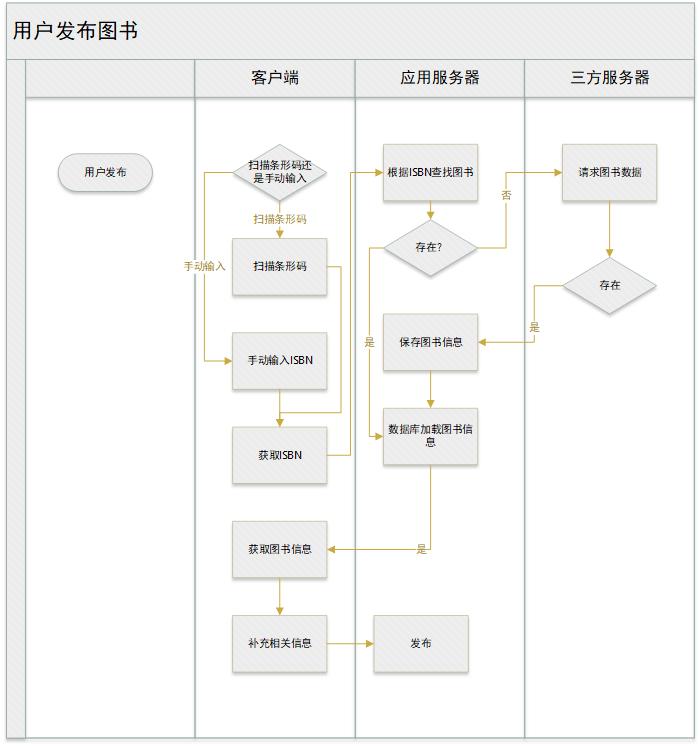 用户发布图书
客户端
应用服务器
三方服务器
用户发布
扫描条形码还
是手动输入
根据ISBN查找图书
请求图书数据
否
扫描条形码
存在?
手动输入
扫描条形码
存在
是
保存图书信息
是
手动输入ISBN
数据库加载图书信
息
获取ISBN
获取图书信息
是
补充相关信息
发布